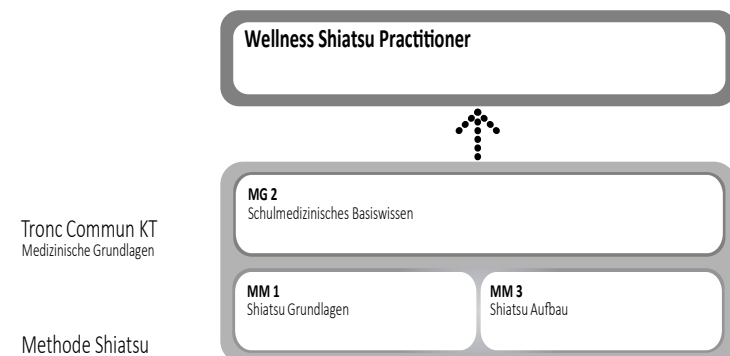 Wellness Shiatsu Practitioner
MG 2
Schulmedizinisches Basiswissen
Tronc Commun KT
Medizinische Grundlagen
MM 1
Shiatsu Grundlagen
MM 3
Shiatsu Aufbau
Methode Shiatsu